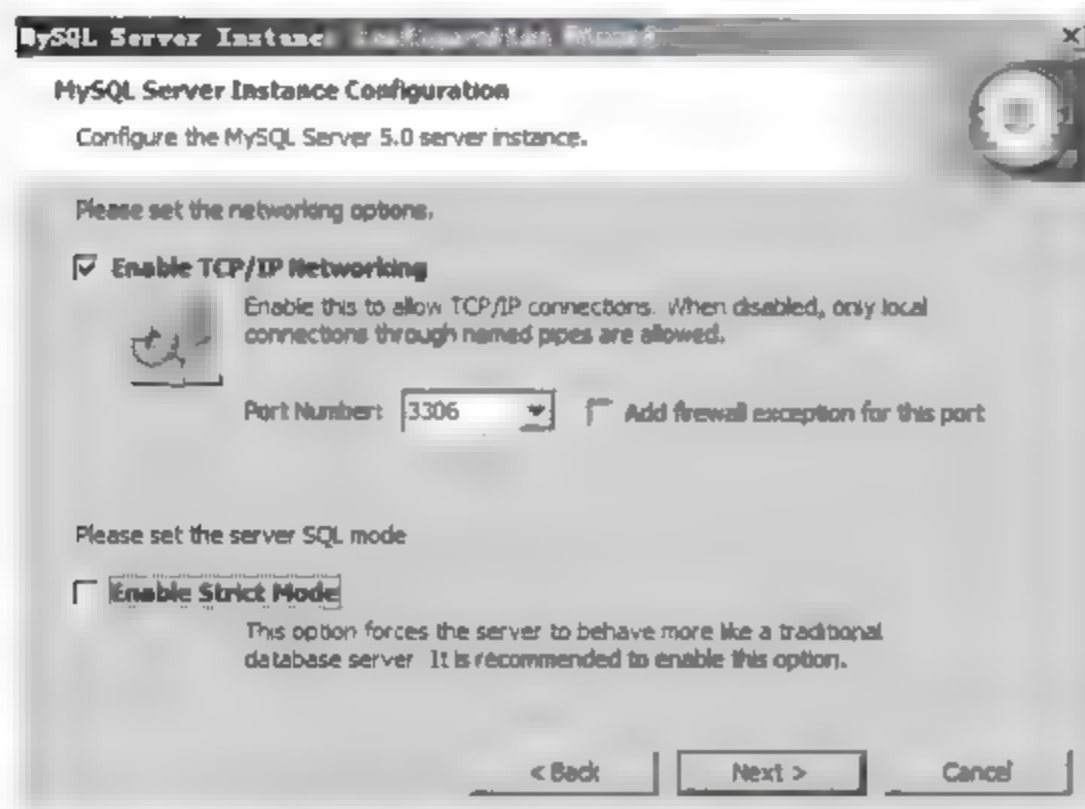 MySQL Server Instance Configuration Wizard
MySQL Server Instance Configuration
Configure the MySQL Server 5.0 server instance.
Please set the networking options.
Enable TCP/IP Networking
Enable this to allow TCP/IP connections. When disabled, only local
connections through named pipes are allowed.
Port Number: 3306 Add firewall exception for this port
Please set the server SQL mode
Enable Strict Mode
This option forces the server to behave more like a traditional
database server. It is recommended to enable this option.
< Back Next > Cancel